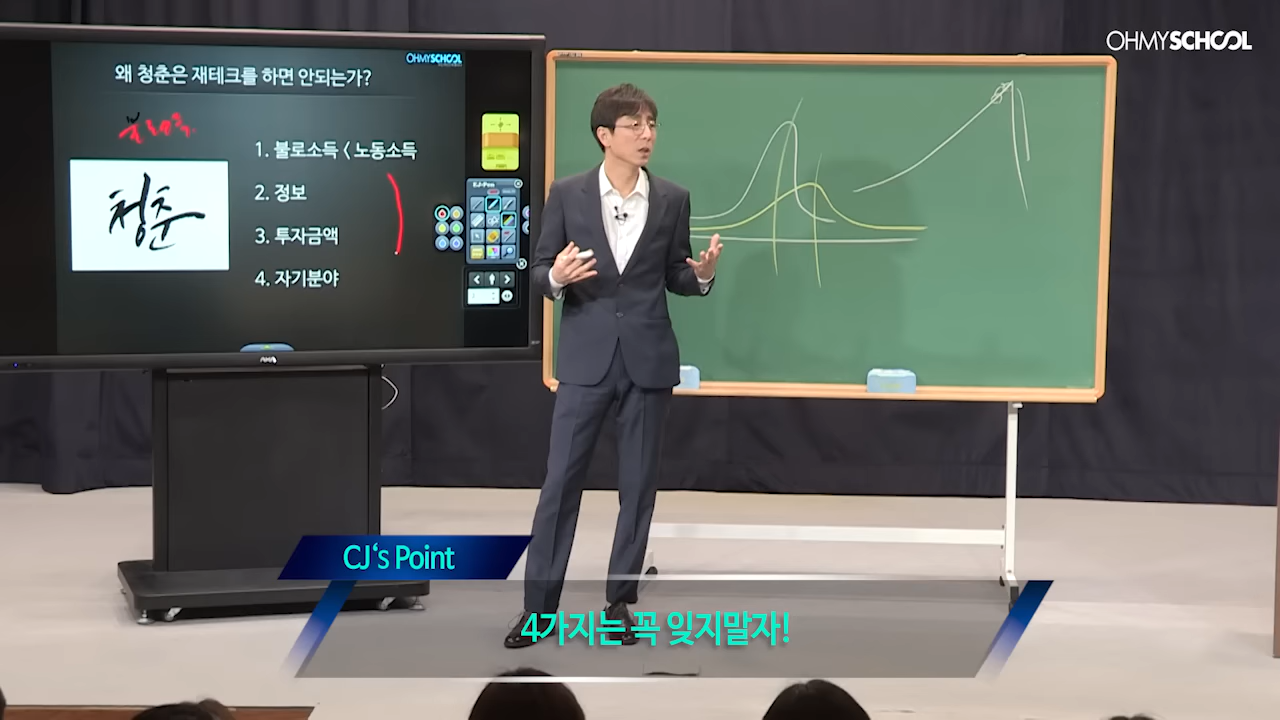 OHMYSCHOOL
OHMYSCHOOL
왜 청춘은 재테크를 하면 안되는가?
1. 불로소득 < 노동소득
2. 정보
3. 투자금액
4. 자기분야
청춘
EJ-Pen
CJ‘s Point
4가지는 꼭 잊지말자!